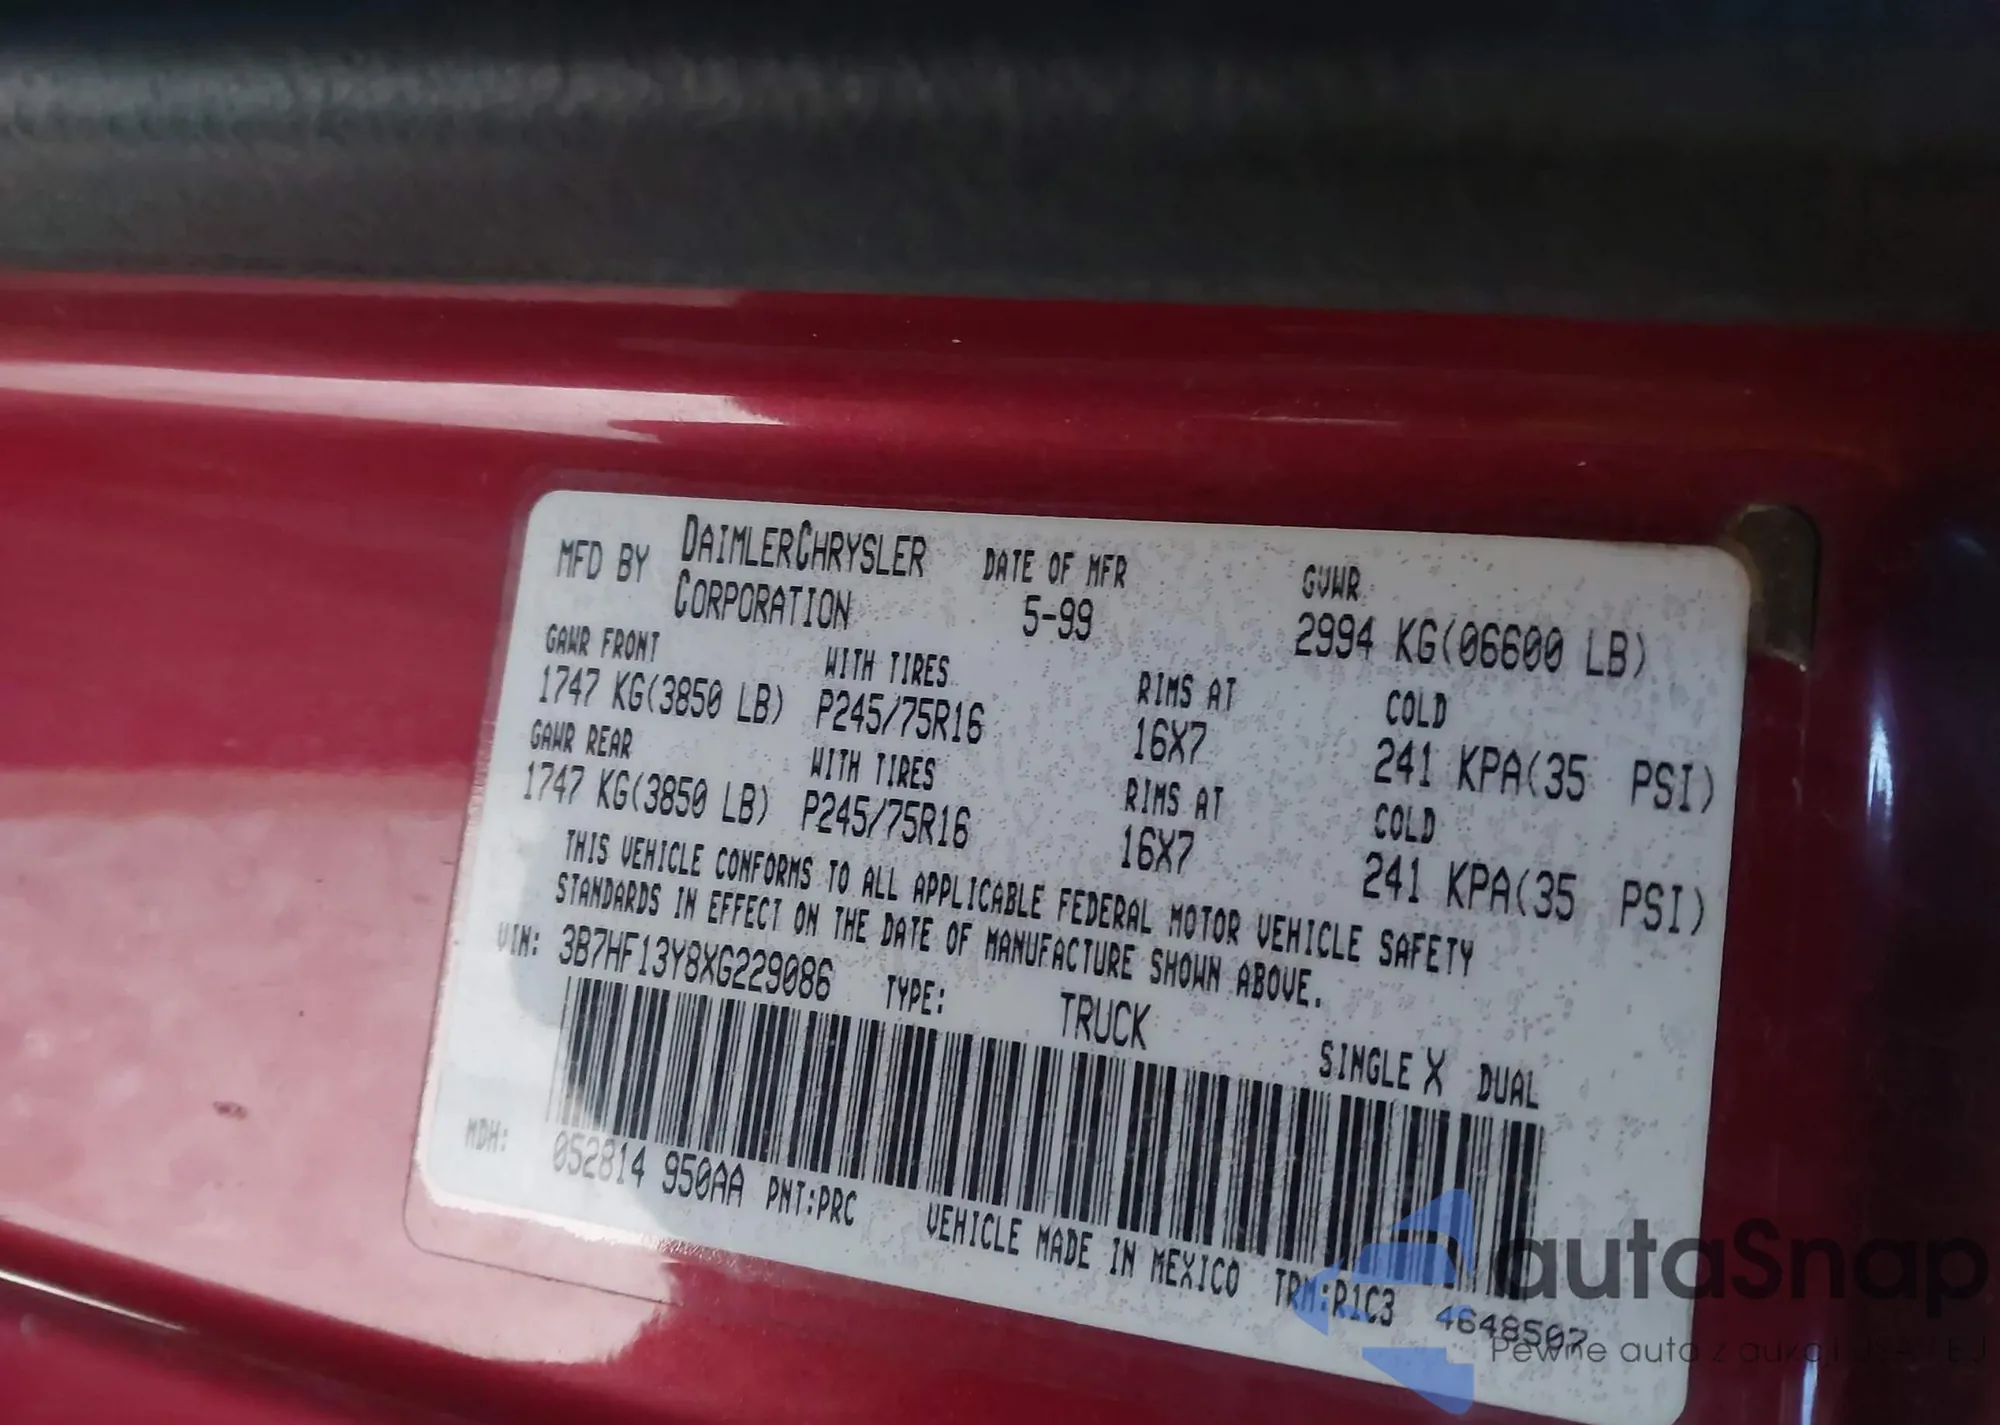 MFD BY DAIMLERCHRYSLER CORPORATION DATE OF MFR 5-99 GVWR 2994 KG(06600 LB)
GAWR FRONT WITH TIRES RIMS AT COLD
1747 KG(3850 LB) P245/75R16 16X7 241 KPA(35 PSI)
GAWR REAR WITH TIRES RIMS AT COLD
1747 KG(3850 LB) P245/75R16 16X7 241 KPA(35 PSI)
THIS VEHICLE CONFORMS TO ALL APPLICABLE FEDERAL MOTOR VEHICLE SAFETY
STANDARDS IN EFFECT ON THE DATE OF MANUFACTURE SHOWN ABOVE.
VIN: 3B7HF13Y8XG229086 TYPE: TRUCK SINGLE X DUAL
MDH: 052814 950AA PNT:PRC VEHICLE MADE IN MEXICO TRM:R1C3 4648507
autaSnap
Pewne auta z aukcji